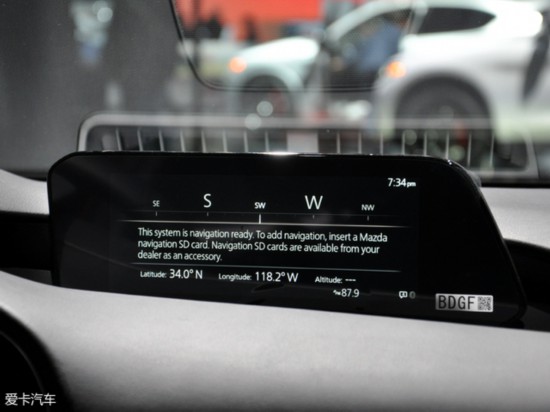 7:34pm
SE S SW W NW
This system is navigation ready. To add navigation, insert a Mazda
navigation SD card. Navigation SD cards are available from your
dealer as an accessory.
Latitude: 34.0° N Longitude: 118.2° W Altitude: ---
87.9
BDGF
爱卡汽车